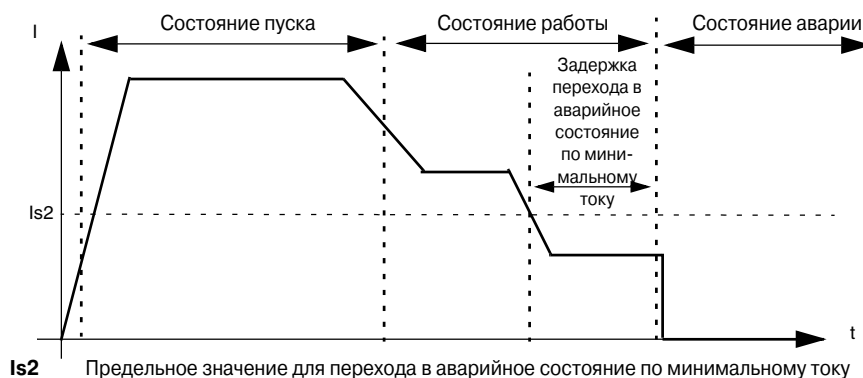 Состояние пуска
Состояние работы
Состояние аварии
I
Задержка
перехода в
аварийное
состояние
по мини-
мальному
току
Is2
t
Is2 Предельное значение для перехода в аварийное состояние по минимальному току